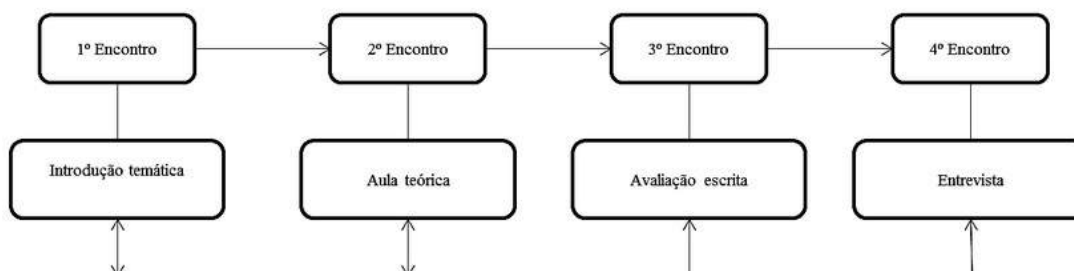 1º Encontro
2º Encontro
3º Encontro
4º Encontro
Introdução temática
Aula teórica
Avaliação escrita
Entrevista